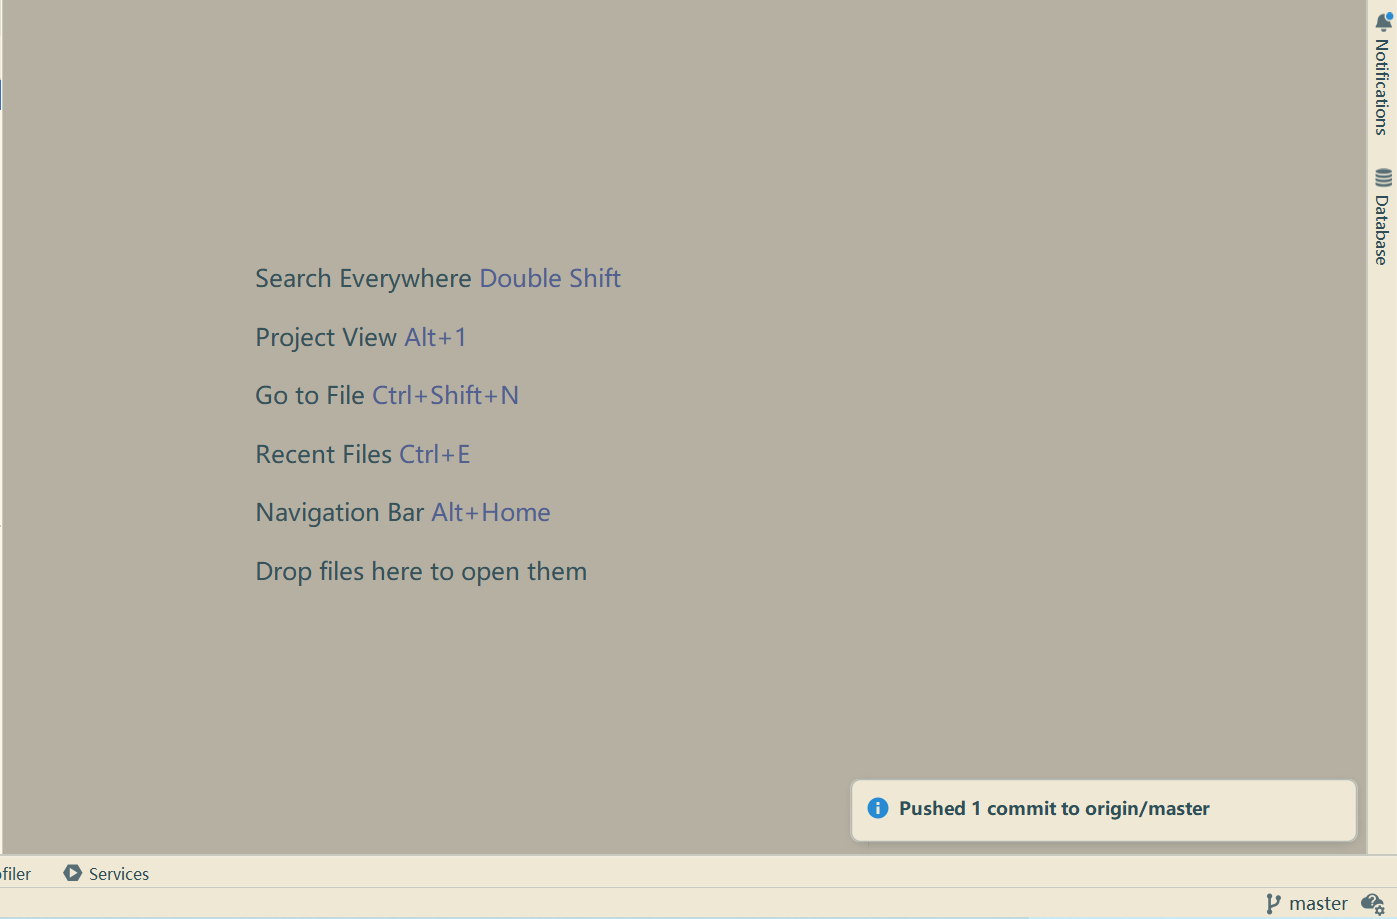 Notifications
Database
Search Everywhere Double Shift
Project View Alt+1
Go to File Ctrl+Shift+N
Recent Files Ctrl+E
Navigation Bar Alt+Home
Drop files here to open them
Pushed 1 commit to origin/master
filer
Services
master